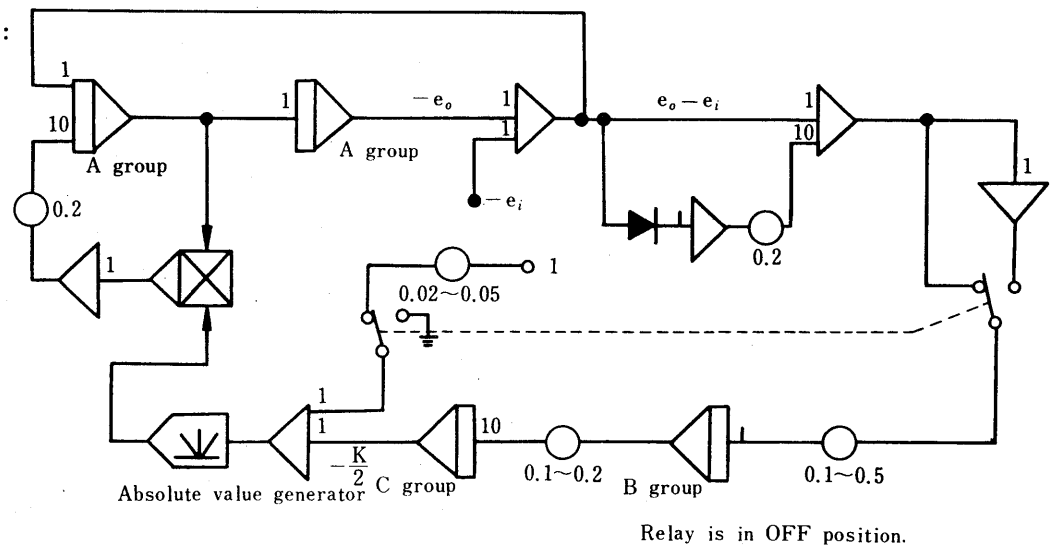 :
1
10
A group
1
-eₒ
A group
1
1
-eᵢ
eₒ-eᵢ
1
10
1
0.2
0.2
1
0.02~0.05
1
1
1
-K/2
10
C group
0.1~0.2
B group
0.1~0.5
Absolute value generator
Relay is in OFF position.